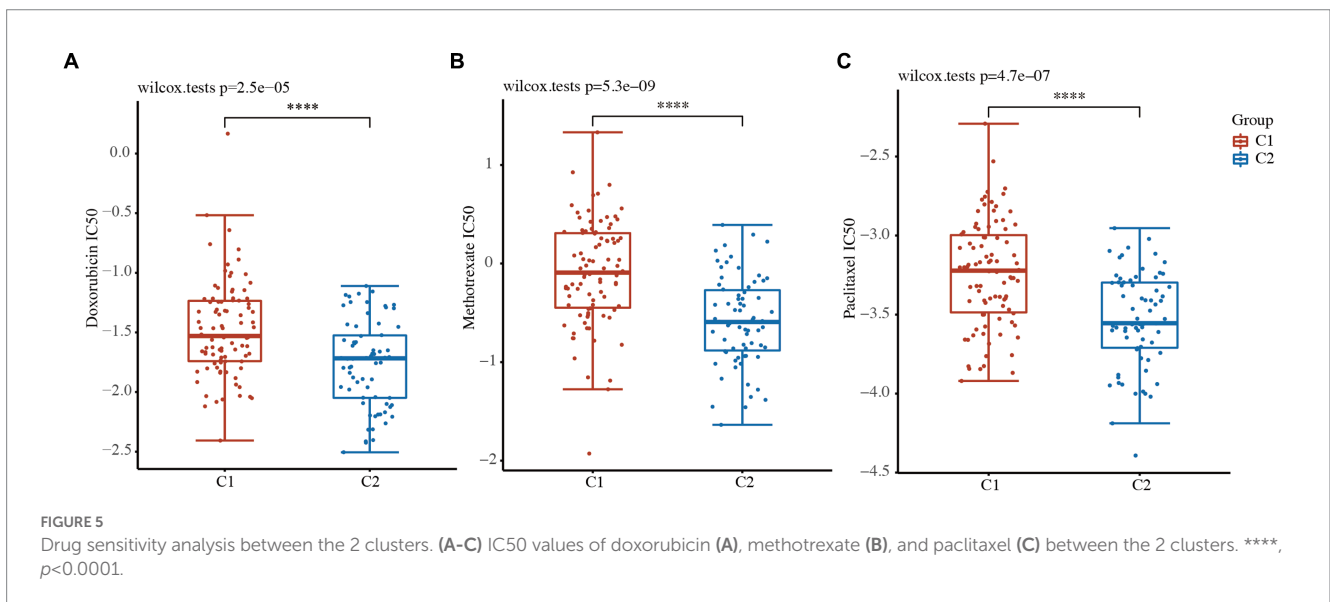 A
wilcox.tests p=2.5e−05
****
Doxorubicin IC50
0.0
−0.5
−1.0
−1.5
−2.0
−2.5
C1
C2
B
wilcox.tests p=5.3e−09
****
Methotrexate IC50
1
0
−1
−2
C1
C2
C
wilcox.tests p=4.7e−07
****
Paclitaxel IC50
−2.5
−3.0
−3.5
−4.0
−4.5
C1
C2
Group
C1
C2
FIGURE 5
Drug sensitivity analysis between the 2 clusters. (A-C) IC50 values of doxorubicin (A), methotrexate (B), and paclitaxel (C) between the 2 clusters. ****,
p<0.0001.